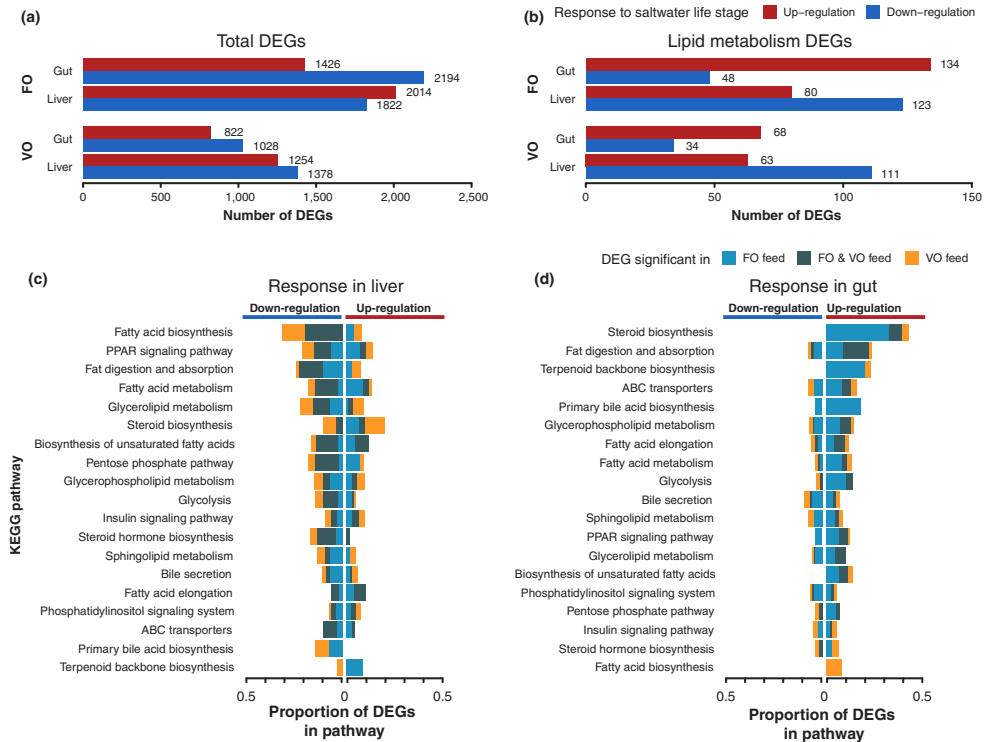 (a)
(b)
Response to saltwater life stage
Up−regulation
Down−regulation
Total DEGs
FO
Gut
1426
2194
Liver
2014
1822
VO
Gut
822
1028
Liver
1254
1378
0
500
1,000
1,500
2,000
2,500
Number of DEGs
Lipid metabolism DEGs
FO
Gut
134
48
Liver
80
123
VO
Gut
68
34
Liver
63
111
0
50
100
150
Number of DEGs
DEG significant in
FO feed
FO & VO feed
VO feed
(c)
Response in liver
Down-regulation
Up-regulation
KEGG pathway
Fatty acid biosynthesis
PPAR signaling pathway
Fat digestion and absorption
Fatty acid metabolism
Glycerolipid metabolism
Steroid biosynthesis
Biosynthesis of unsaturated fatty acids
Pentose phosphate pathway
Glycerophospholipid metabolism
Glycolysis
Insulin signaling pathway
Steroid hormone biosynthesis
Sphingolipid metabolism
Bile secretion
Fatty acid elongation
Phosphatidylinositol signaling system
ABC transporters
Primary bile acid biosynthesis
Terpenoid backbone biosynthesis
0.5
0
0.5
Proportion of DEGs
in pathway
(d)
Response in gut
Down-regulation
Up-regulation
Steroid biosynthesis
Fat digestion and absorption
Terpenoid backbone biosynthesis
ABC transporters
Primary bile acid biosynthesis
Glycerophospholipid metabolism
Fatty acid elongation
Fatty acid metabolism
Glycolysis
Bile secretion
Sphingolipid metabolism
PPAR signaling pathway
Glycerolipid metabolism
Biosynthesis of unsaturated fatty acids
Phosphatidylinositol signaling system
Pentose phosphate pathway
Insulin signaling pathway
Steroid hormone biosynthesis
Fatty acid biosynthesis
0.5
0
0.5
Proportion of DEGs
in pathway